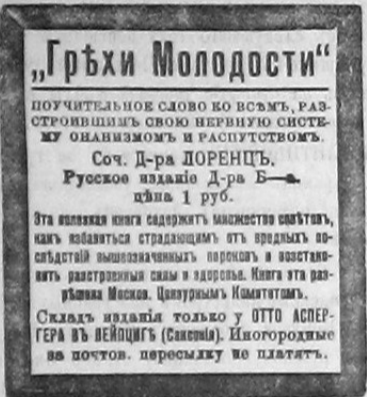 „Грѣхи Молодости“
ПОУЧИТЕЛЬНОЕ СЛОВО КО ВСѢМЪ, РАЗ-
СТРОИВШИМЪ СВОЮ НЕРВНУЮ СИСТЕ-
МУ ОНАНИЗМОМЪ И РАСПУТСТВОМЪ.
Соч. Д-ра ЛОРЕНЦЪ.
Русское изданіе Д-ра Б—а.
цѣна 1 руб.
Эта полезная книга содержитъ множество совѣтовъ,
какъ избавиться страдающимъ отъ вредныхъ по-
слѣдствій вышеозначенныхъ пороковъ и возстано-
вить разстроенныя силы и здоровье. Книга эта раз-
рѣшена Москов. Цензурнымъ Комитетомъ.
Складъ изданія только у ОТТО АСПЕР-
ГЕРА ВЪ ЛЕЙПЦИГѢ (Саксонія). Иногородные
за почтов. пересылку не платятъ.